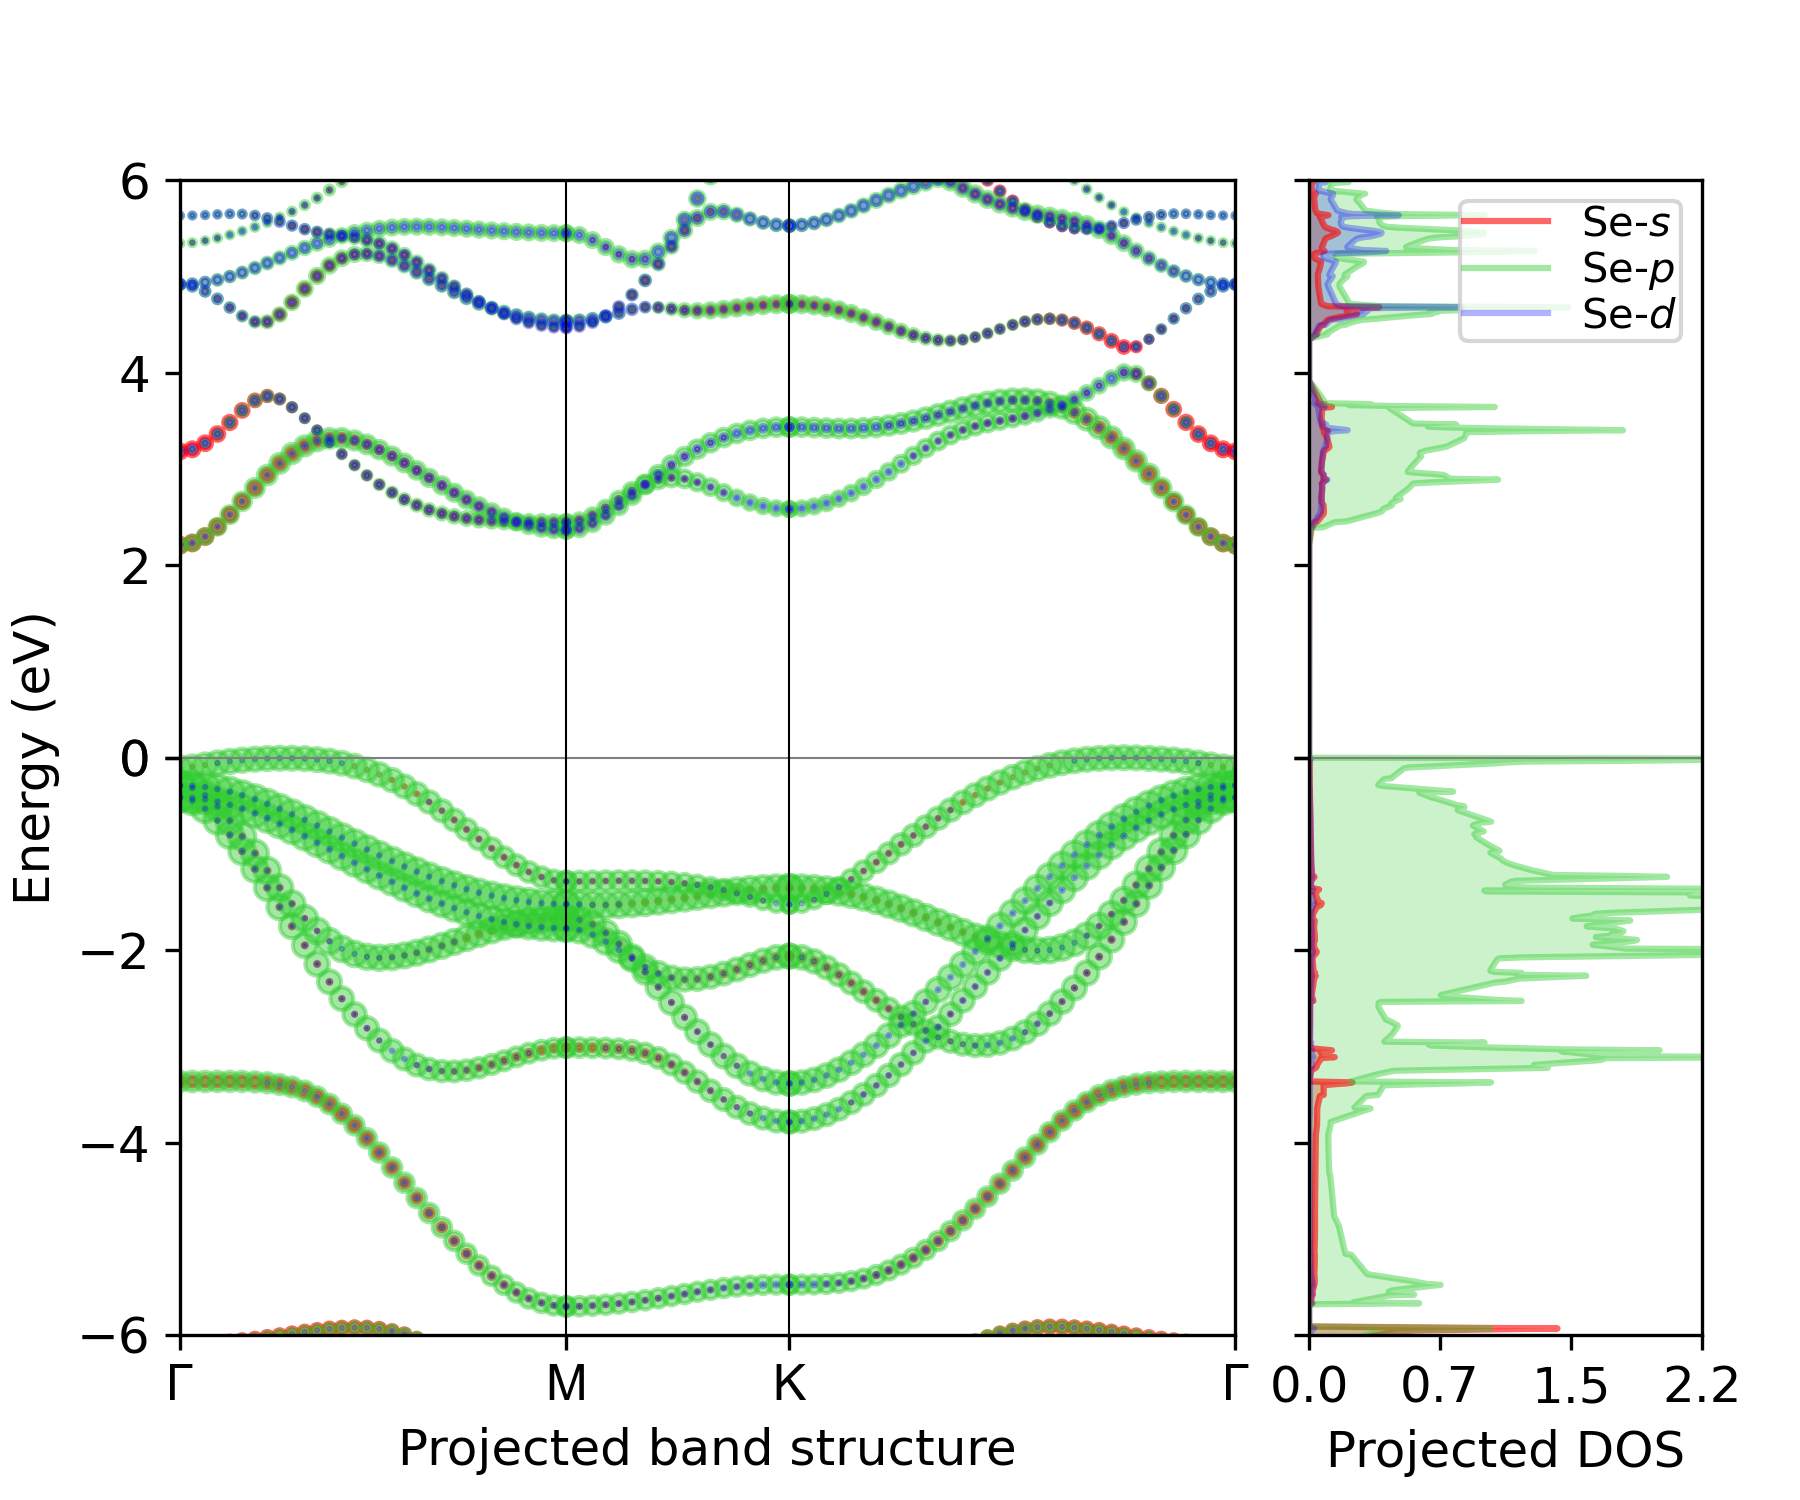 6
4
2
0
−2
−4
−6
Energy (eV)
Γ M K Γ
Projected band structure
Se-s
Se-p
Se-d
0.0 0.7 1.5 2.2
Projected DOS